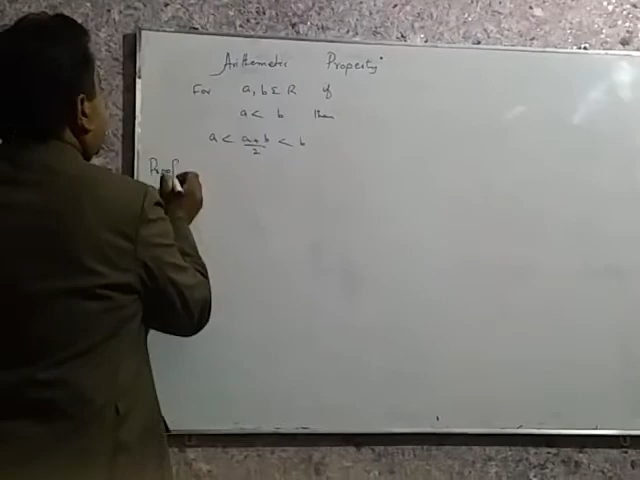 Arithmetic Property
For a, b ∈ R if
a < b then
a < a+b/2 < b
Proof